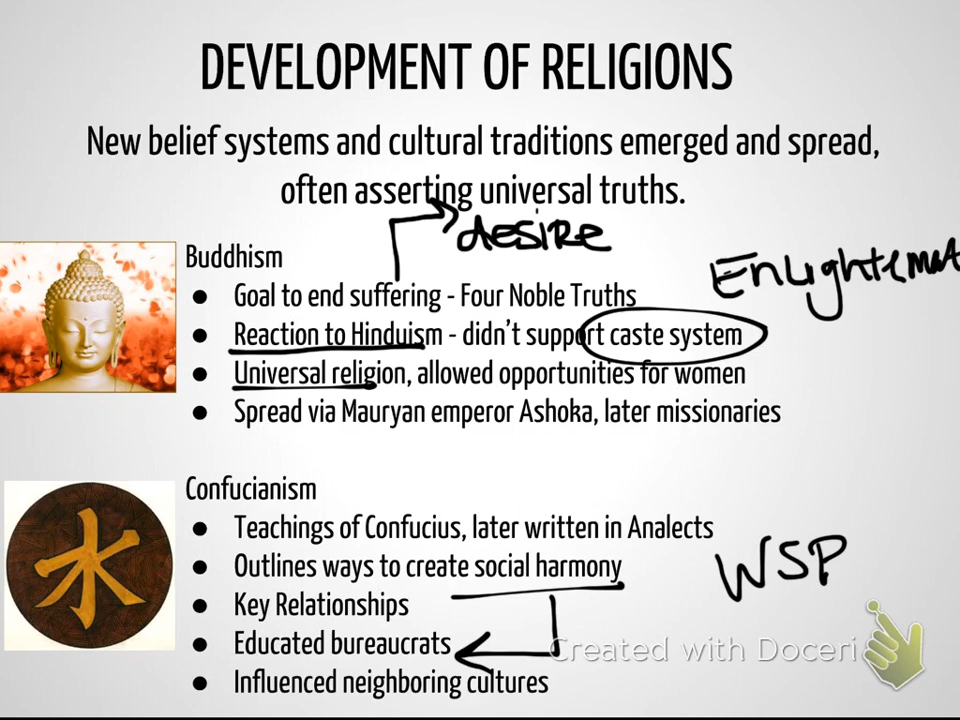 DEVELOPMENT OF RELIGIONS
New belief systems and cultural traditions emerged and spread,
often asserting universal truths.
desire
Buddhism
Enlightemat
● Goal to end suffering - Four Noble Truths
● Reaction to Hinduism - didn't support caste system
● Universal religion, allowed opportunities for women
● Spread via Mauryan emperor Ashoka, later missionaries
Confucianism
● Teachings of Confucius, later written in Analects
● Outlines ways to create social harmony
WSP
● Key Relationships
● Educated bureaucrats
Created with Doceri
● Influenced neighboring cultures